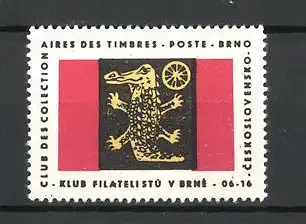 CLUB DES COLLECTION
AIRES DES TIMBRES - POSTE - BRNO
ČESKOSLOVENSKO
- KLUB FILATELISTŮ V BRNĚ - 06-16